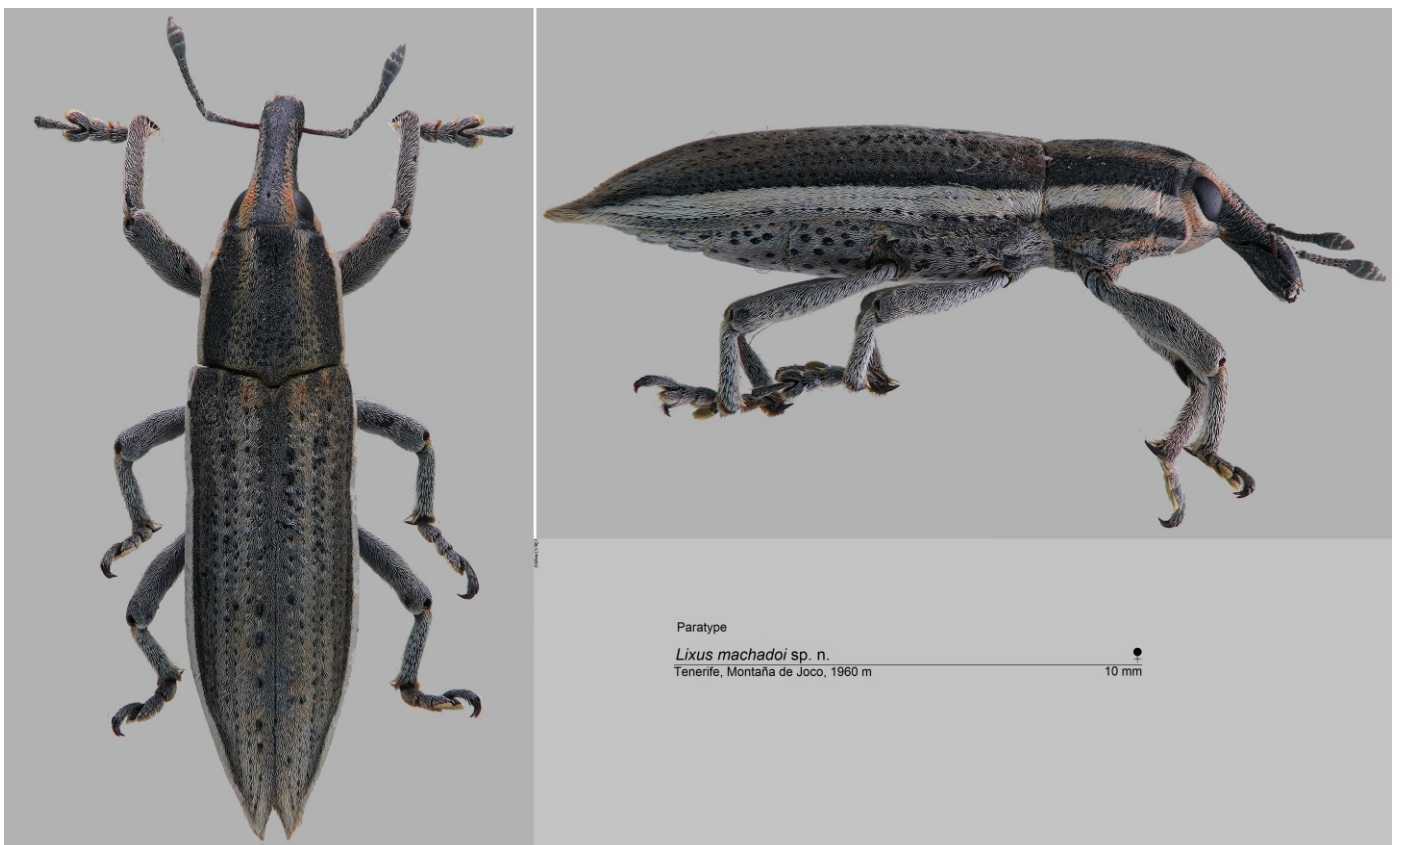 Paratype
Lixus machadoi sp. n. ♀
Tenerife, Montaña de Joco, 1960 m 10 mm